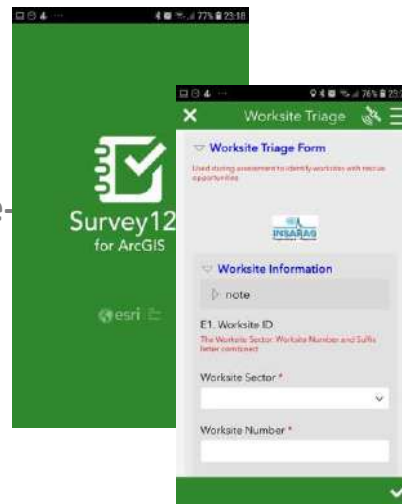 77% 23:18
Survey12
for ArcGIS
esri
76% 23:
Worksite Triage
Worksite Triage Form
Used during assessment to identify worksites with rescue
opportunities
INSARAG
Worksite Information
note
E1. Worksite ID
The Worksite Sector, Worksite Number and Suffix
letter combined
Worksite Sector *
Worksite Number *